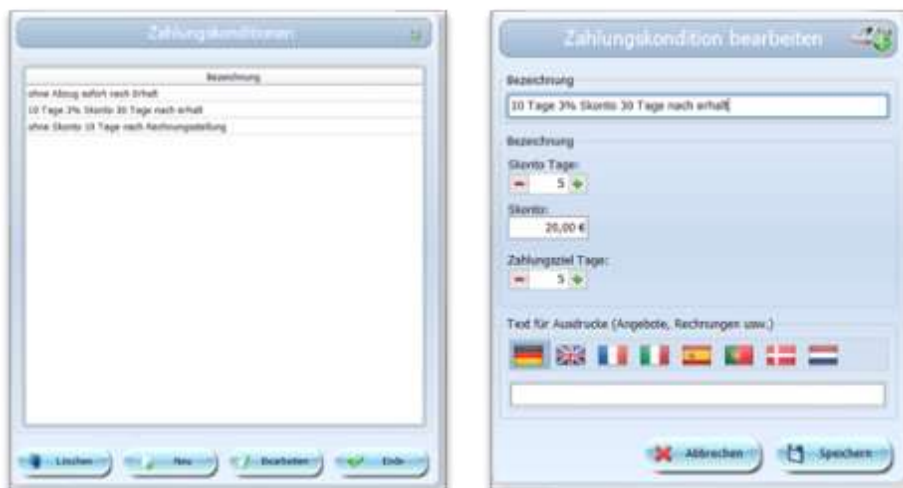 Zahlungskonditionen
Bezeichnung
ohne Abzug sofort nach Erhalt
10 Tage 3% Skonto 30 Tage nach erhalt
ohne Skonto 10 Tage nach Rechnungsstellung
Löschen
Neu
Bearbeiten
Ende
Zahlungskondition bearbeiten
Bezeichnung
10 Tage 3% Skonto 30 Tage nach erhalt
Bezeichnung
Skonto Tage:
5
Skonto:
20,00 €
Zahlungsziel Tage:
5
Text für Ausdrucke (Angebote, Rechnungen usw.)
Abbrechen
Speichern